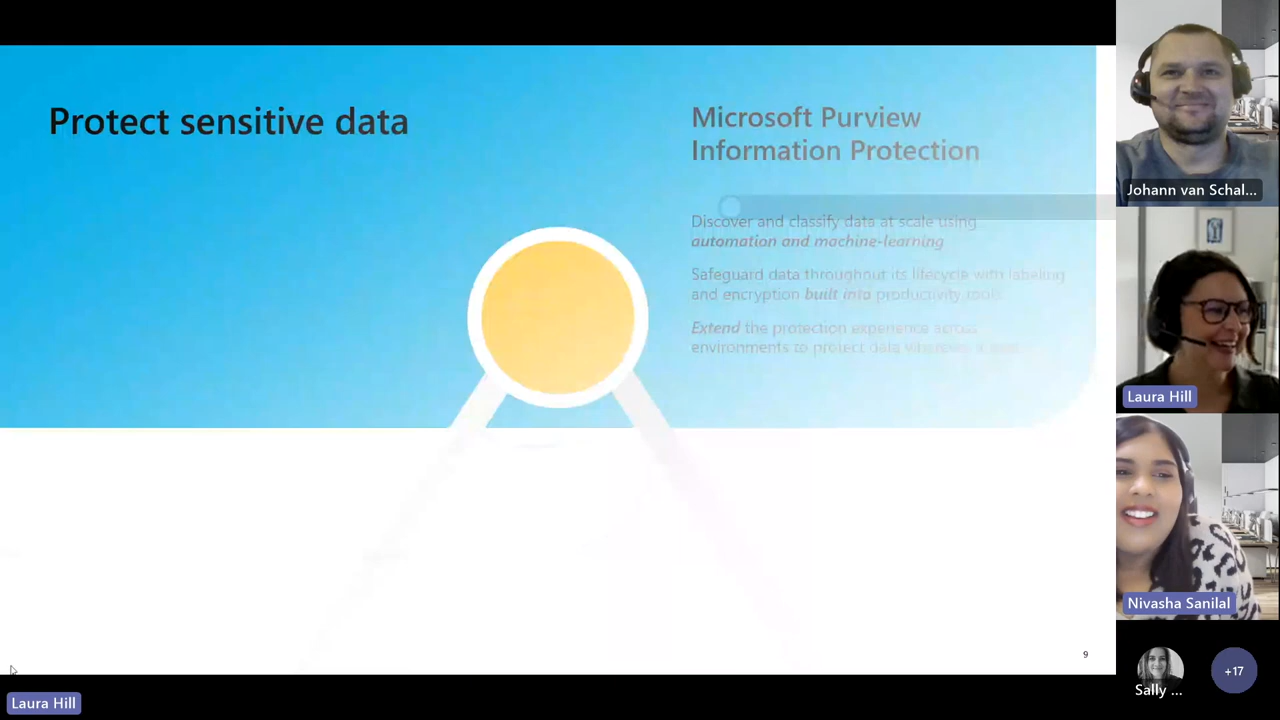 Protect sensitive data
Microsoft Purview
Information Protection
Discover and classify data at scale using
automation and machine-learning
Safeguard data throughout its lifecycle with labeling
and encryption built into productivity tools
Extend the protection experience across
environments to protect data wherever it
9
Johann van Schal...
Laura Hill
Nivasha Sanilal
Sally ...
+17
Laura Hill